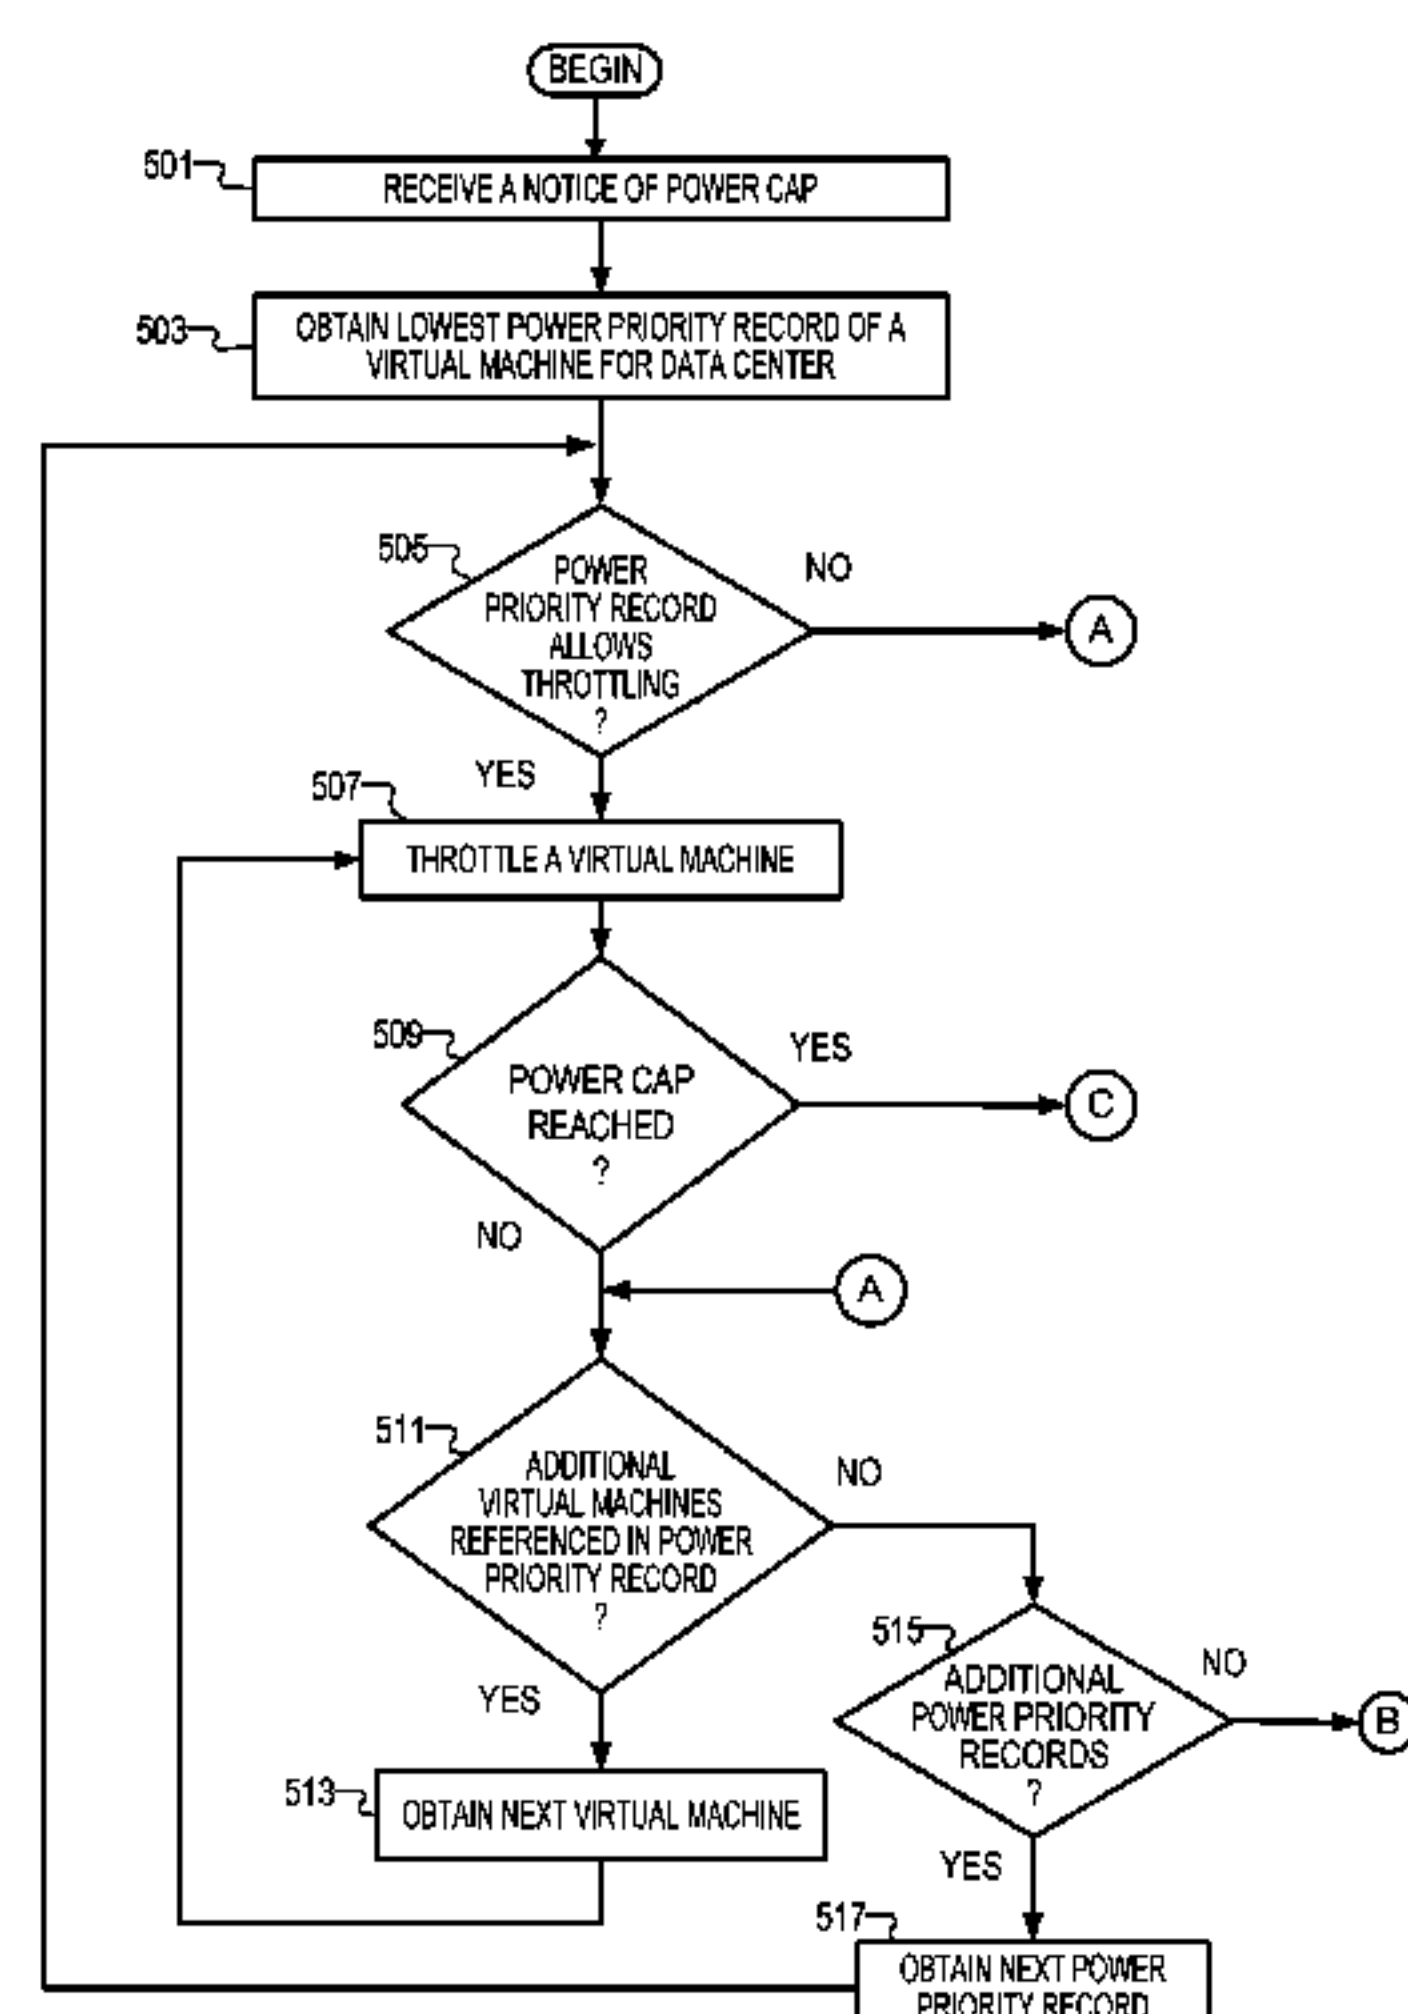 BEGIN
501
RECEIVE A NOTICE OF POWER CAP
503
OBTAIN LOWEST POWER PRIORITY RECORD OF A
VIRTUAL MACHINE FOR DATA CENTER
505
POWER
PRIORITY RECORD
ALLOWS
THROTTLING
?
NO
A
YES
507
THROTTLE A VIRTUAL MACHINE
509
POWER CAP
REACHED
?
YES
C
NO
A
511
ADDITIONAL
VIRTUAL MACHINES
REFERENCED IN POWER
PRIORITY RECORD
?
NO
YES
515
ADDITIONAL
POWER PRIORITY
RECORDS
?
NO
B
513
OBTAIN NEXT VIRTUAL MACHINE
YES
517
OBTAIN NEXT POWER
PRIORITY RECORD